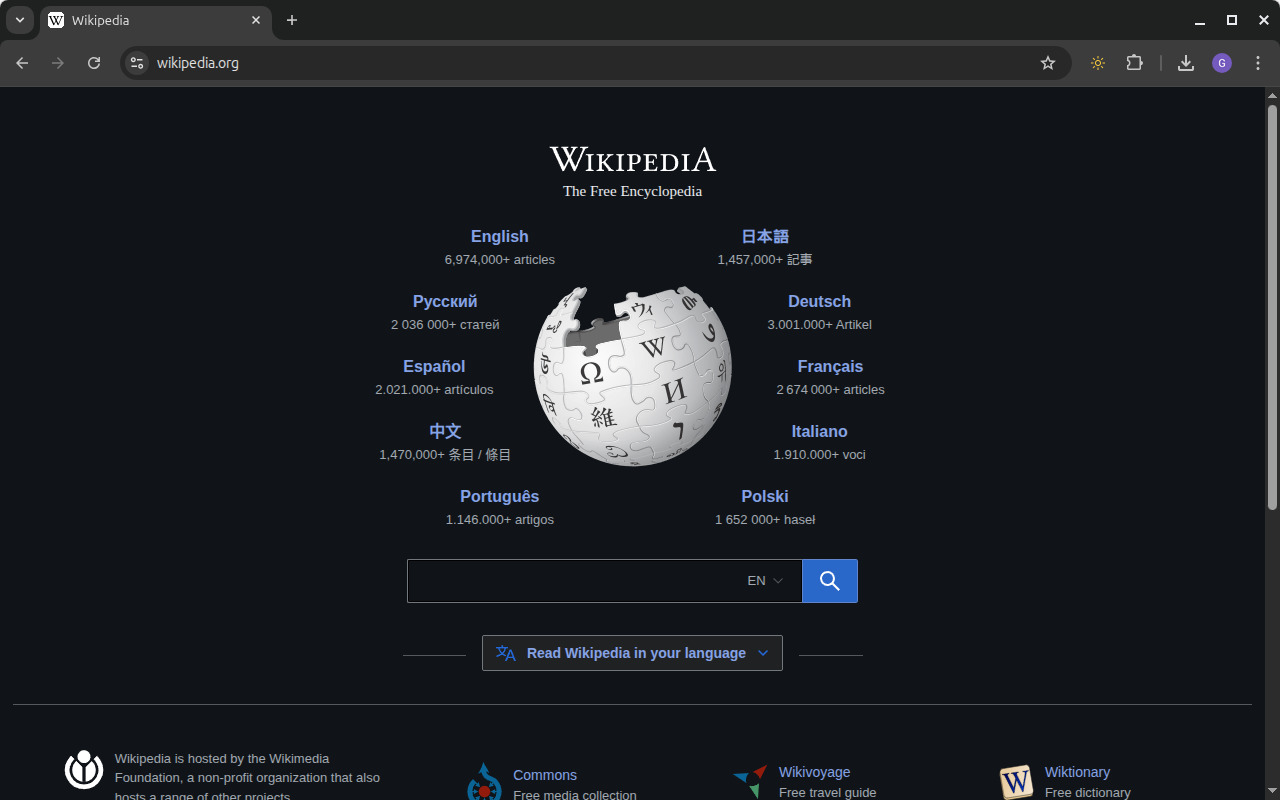 Wikipedia
wikipedia.org
G
WIKIPEDIA
The Free Encyclopedia
English
6,974,000+ articles
日本語
1,457,000+ 記事
Русский
2 036 000+ статей
Deutsch
3.001.000+ Artikel
Español
2.021.000+ artículos
Français
2 674 000+ articles
中文
1,470,000+ 条目 / 條目
Italiano
1.910.000+ voci
Português
1.146.000+ artigos
Polski
1 652 000+ haseł
Ω
W
И
維
ウィ
EN
Read Wikipedia in your language
Wikipedia is hosted by the Wikimedia
Foundation, a non-profit organization that also
hosts a range of other projects.
Commons
Free media collection
Wikivoyage
Free travel guide
W
Wiktionary
Free dictionary